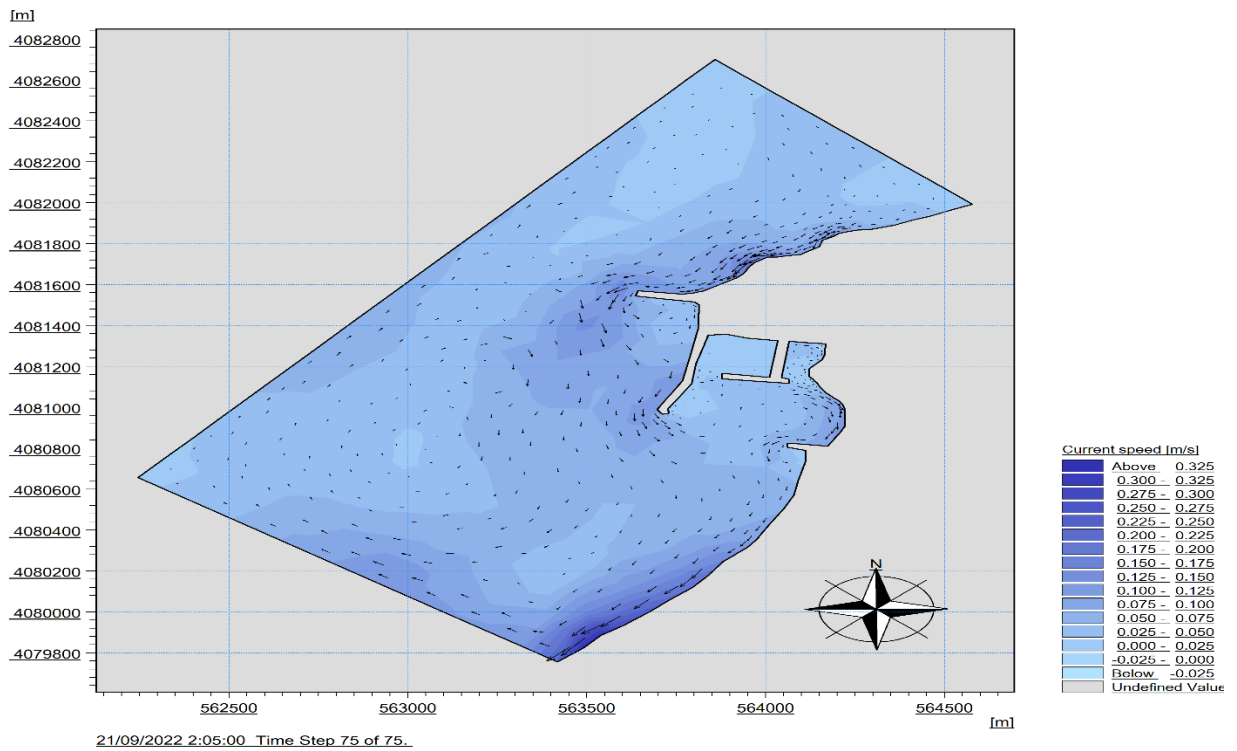 [m]
4082800
4082600
4082400
4082200
4082000
4081800
4081600
4081400
4081200
4081000
4080800
4080600
4080400
4080200
4080000
4079800
562500 563000 563500 564000 564500
[m]
21/09/2022 2:05:00 Time Step 75 of 75.
N
Current speed [m/s]
Above 0.325
0.300 - 0.325
0.275 - 0.300
0.250 - 0.275
0.225 - 0.250
0.200 - 0.225
0.175 - 0.200
0.150 - 0.175
0.125 - 0.150
0.100 - 0.125
0.075 - 0.100
0.050 - 0.075
0.025 - 0.050
0.000 - 0.025
-0.025 - 0.000
Below -0.025
Undefined Value